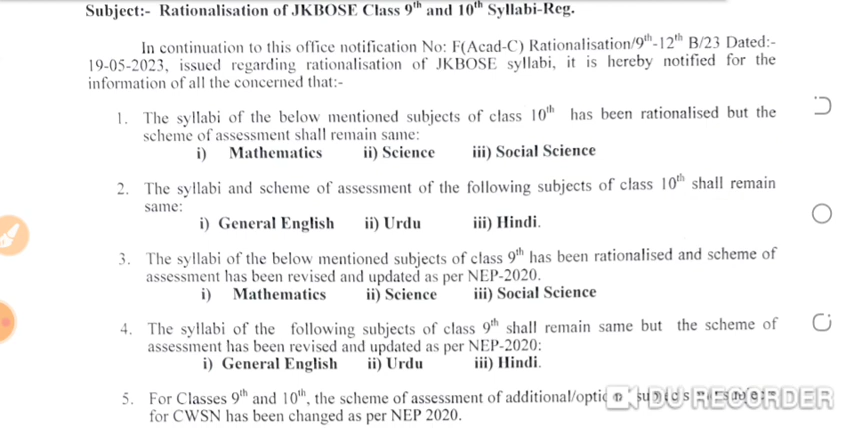 Subject:- Rationalisation of JKBOSE Class 9th and 10th Syllabi-Reg.
In continuation to this office notification No: F(Acad-C) Rationalisation/9th-12th B/23 Dated:-
19-05-2023, issued regarding rationalisation of JKBOSE syllabi, it is hereby notified for the
information of all the concerned that:-
1. The syllabi of the below mentioned subjects of class 10th has been rationalised but the
scheme of assessment shall remain same:
i) Mathematics ii) Science iii) Social Science
2. The syllabi and scheme of assessment of the following subjects of class 10th shall remain
same:
i) General English ii) Urdu iii) Hindi.
3. The syllabi of the below mentioned subjects of class 9th has been rationalised and scheme of
assessment has been revised and updated as per NEP-2020.
i) Mathematics ii) Science iii) Social Science
4. The syllabi of the following subjects of class 9th shall remain same but the scheme of
assessment has been revised and updated as per NEP-2020:
i) General English ii) Urdu iii) Hindi.
5. For Classes 9th and 10th, the scheme of assessment of additional/optional subjects
for CWSN has been changed as per NEP 2020.
DU RECORDER